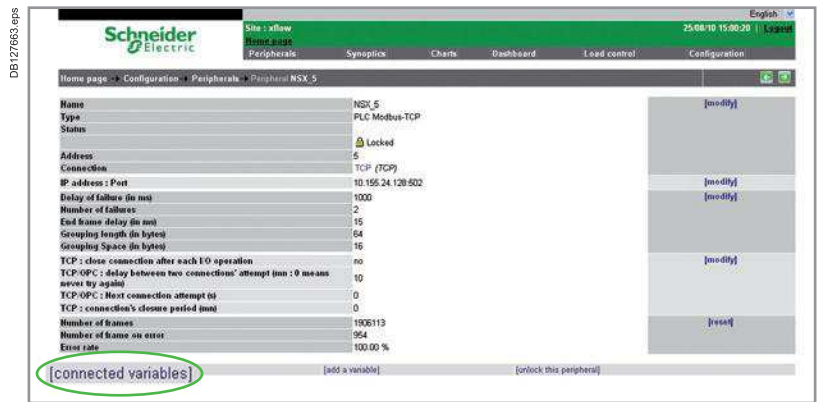 DB127663.eps
English
Schneider Electric
Site : xflow
25/08/10 15:00:20 | Logout
Home page
Peripherals Synoptics Charts Dashboard Load control Configuration
Home page Configuration Peripherals Peripheral NSX_5
Name NSX_5 [modify]
Type PLC Modbus-TCP
Status
Locked
Address 5
Connection TCP (TCP)
IP address : Port 10.155.24.128:502 [modify]
Delay of failure (in ms) 1000 [modify]
Number of failures 2
End frame delay (in ms) 15
Grouping length (in bytes) 64
Grouping Space (in bytes) 16
TCP : close connection after each I/O operation no [modify]
TCP/OPC : delay between two connections' attempt (mn : 0 means never try again) 10
TCP/OPC : Next connection attempt (s) 0
TCP : connection's closure period (mn) 0
Number of frames 1906113 [reset]
Number of frame on error 954
Error rate 100.00 %
[connected variables] [add a variable] [unlock this peripheral]